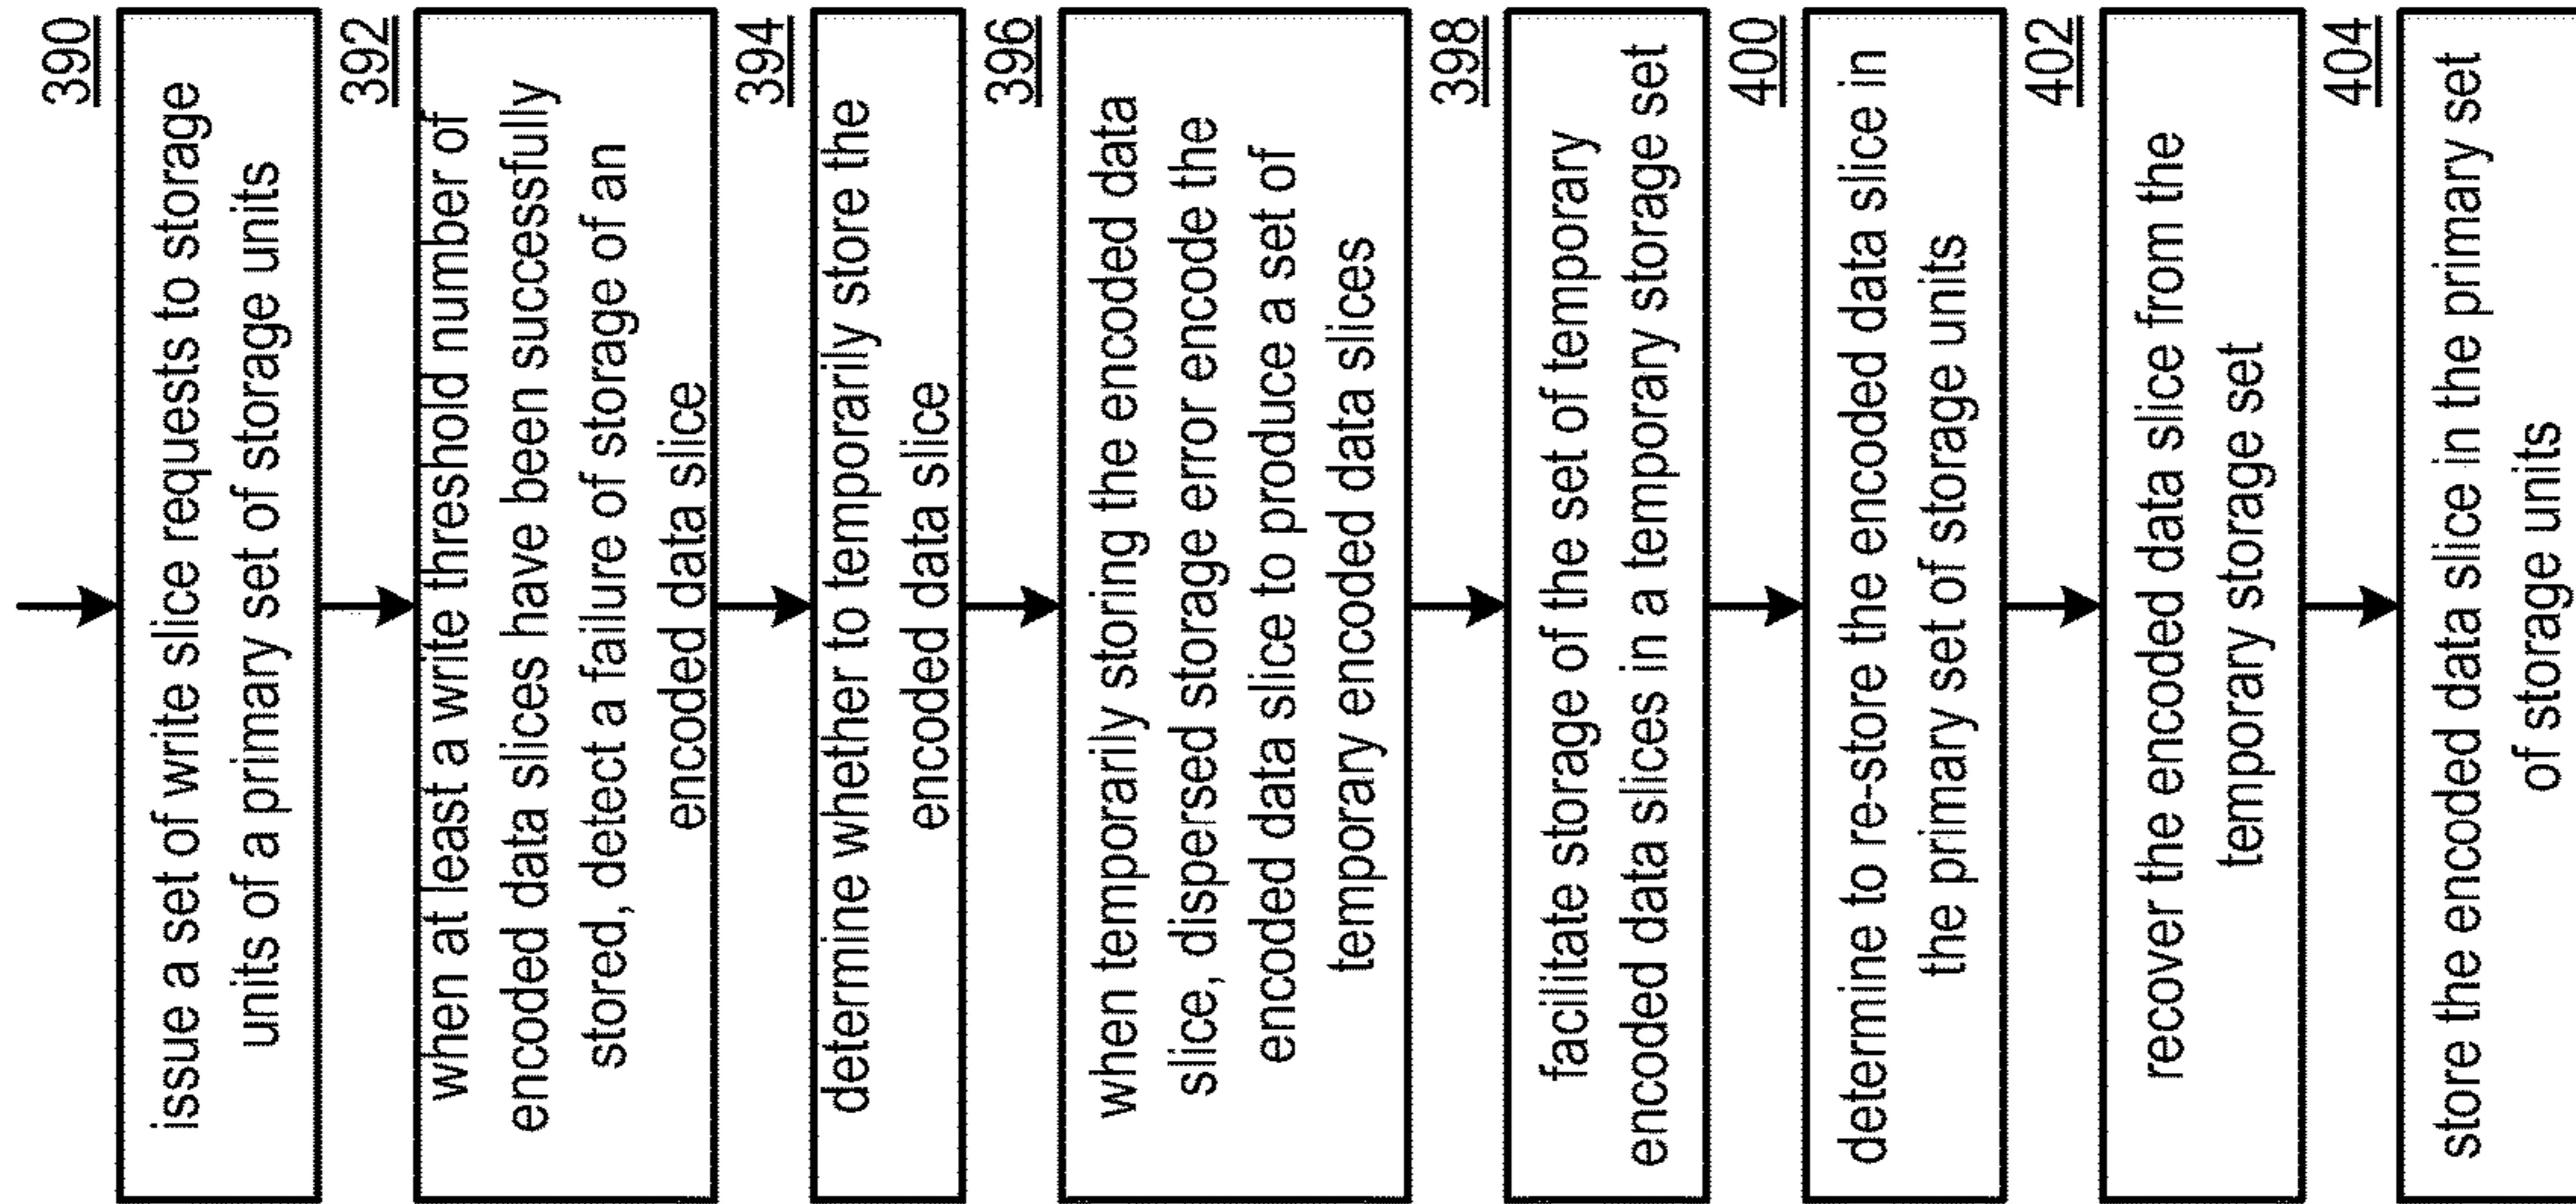 390
issue a set of write slice requests to storage
units of a primary set of storage units
392
when at least a write threshold number of
encoded data slices have been successfully
stored, detect a failure of storage of an
encoded data slice
394
determine whether to temporarily store the
encoded data slice
396
when temporarily storing the encoded data
slice, dispersed storage error encode the
encoded data slice to produce a set of
temporary encoded data slices
398
facilitate storage of the set of temporary
encoded data slices in a temporary storage set
400
determine to re-store the encoded data slice in
the primary set of storage units
402
recover the encoded data slice from the
temporary storage set
404
store the encoded data slice in the primary set
of storage units